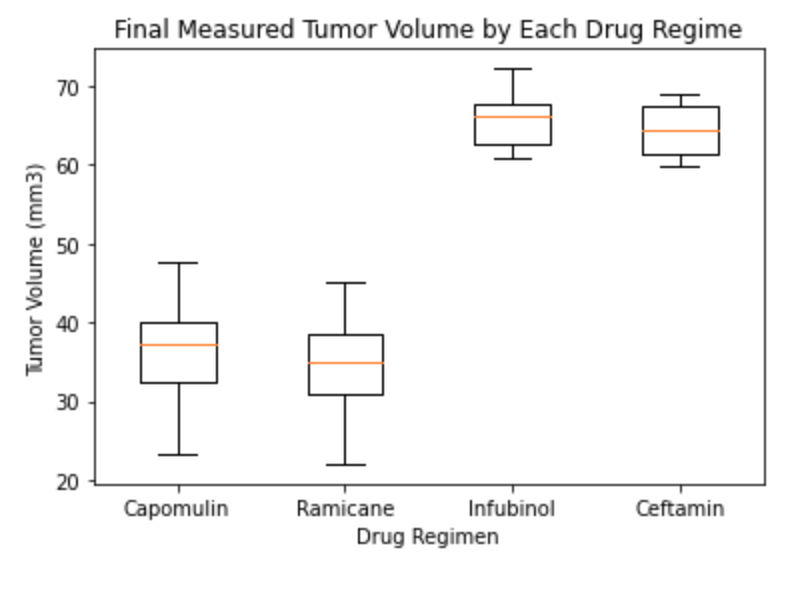 Final Measured Tumor Volume by Each Drug Regime
Tumor Volume (mm3)
70
60
50
40
30
20
Capomulin Ramicane Infubinol Ceftamin
Drug Regimen